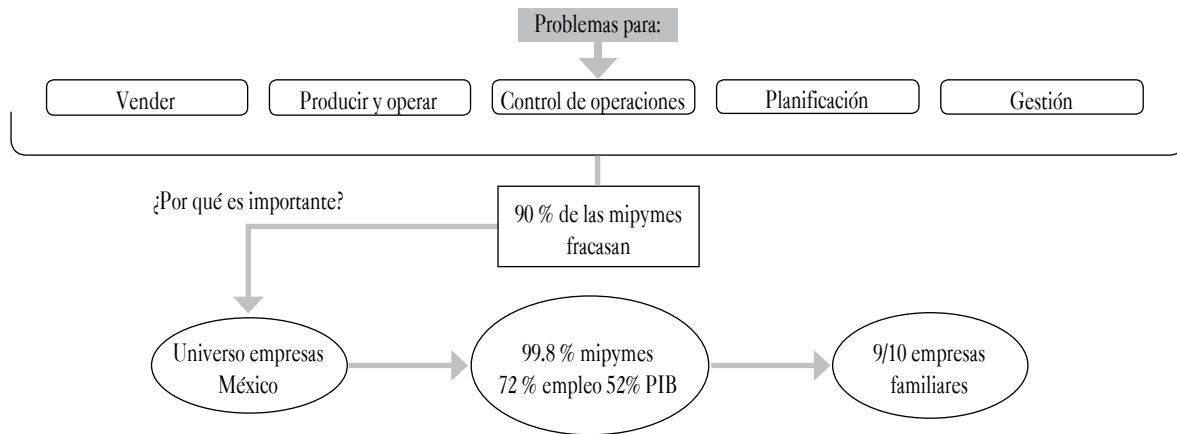 Problemas para:
Vender
Producir y operar
Control de operaciones
Planificación
Gestión
¿Por qué es importante?
90 % de las mipymes
fracasan
Universo empresas
México
99.8 % mipymes
72 % empleo 52% PIB
9/10 empresas
familiares